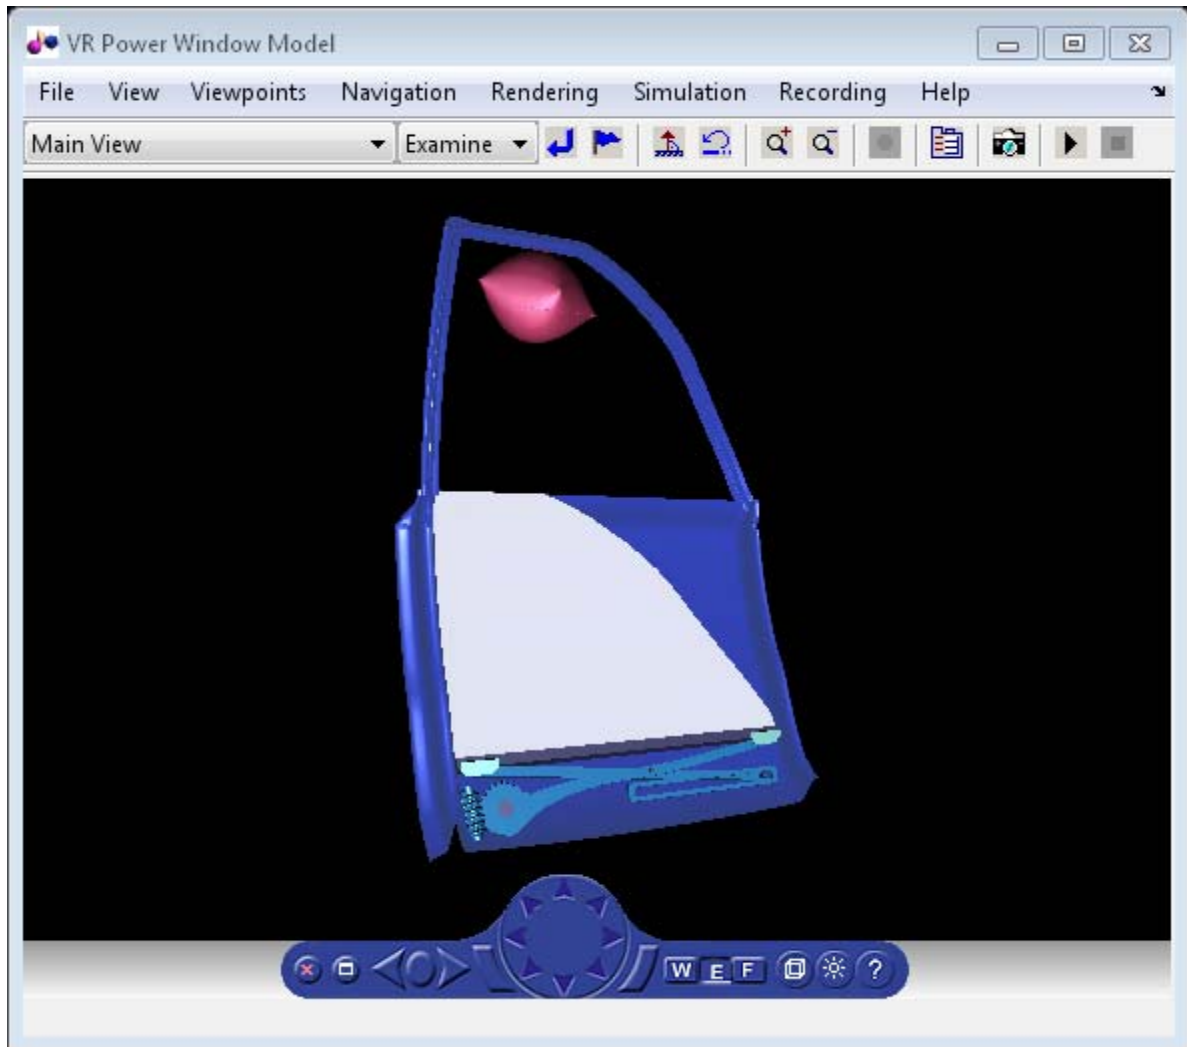 VR Power Window Model
File View Viewpoints Navigation Rendering Simulation Recording Help
Main View Examine
W E F ?